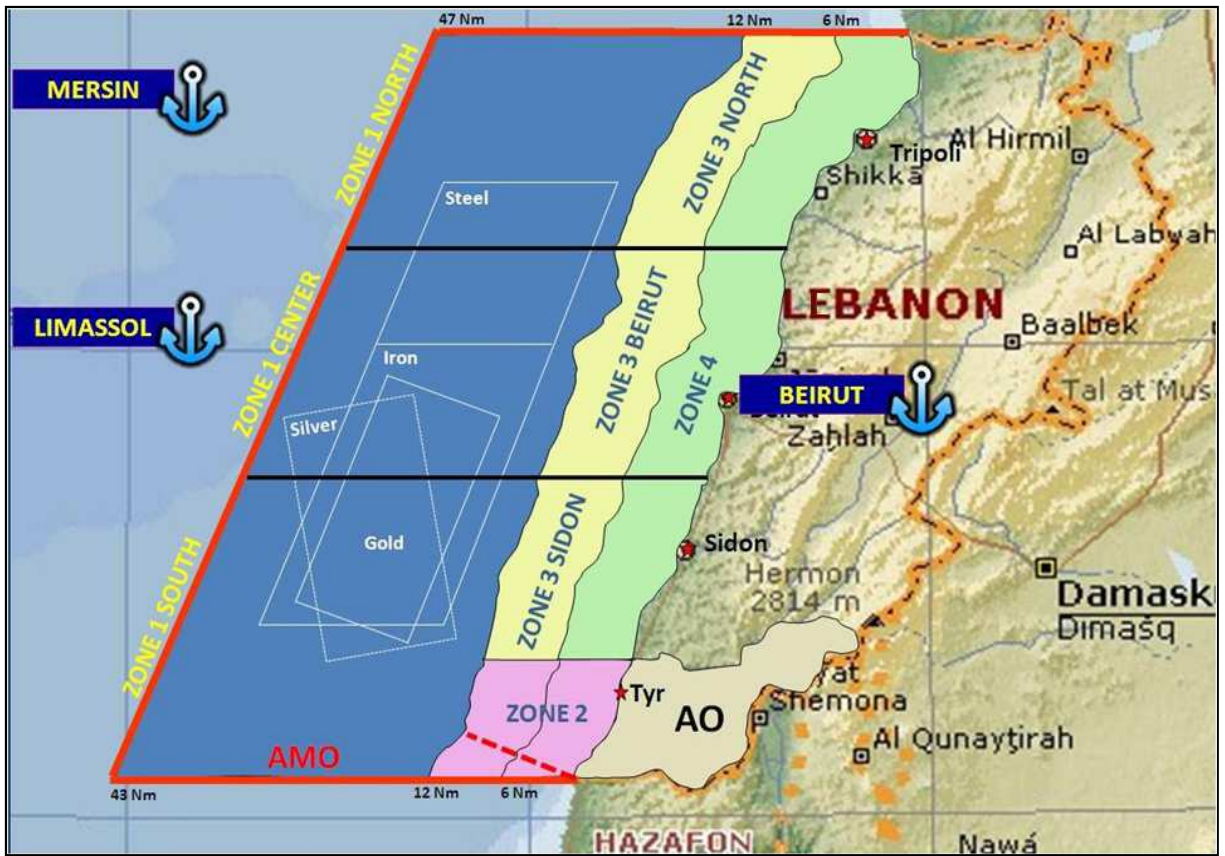 47 Nm
12 Nm
6 Nm
MERSIN
ZONE 1 NORTH
ZONE 3 NORTH
Tripoli
Al Hirmil
Shikka
Steel
Al Labwah
ZONE 1 CENTER
LIMASSOL
LEBANON
Baalbek
Iron
ZONE 3 BEIRUT
ZONE 4
BEIRUT
Tal at Mus
Silver
Zahlah
Gold
ZONE 3 SIDON
Sidon
Hermon
2814 m
Damask
Dimašq
ZONE 1 SOUTH
ZONE 2
Tyr
AO
yat
Shemona
Al Qunayţirah
AMO
43 Nm
12 Nm
6 Nm
HAZAFON
Nawá